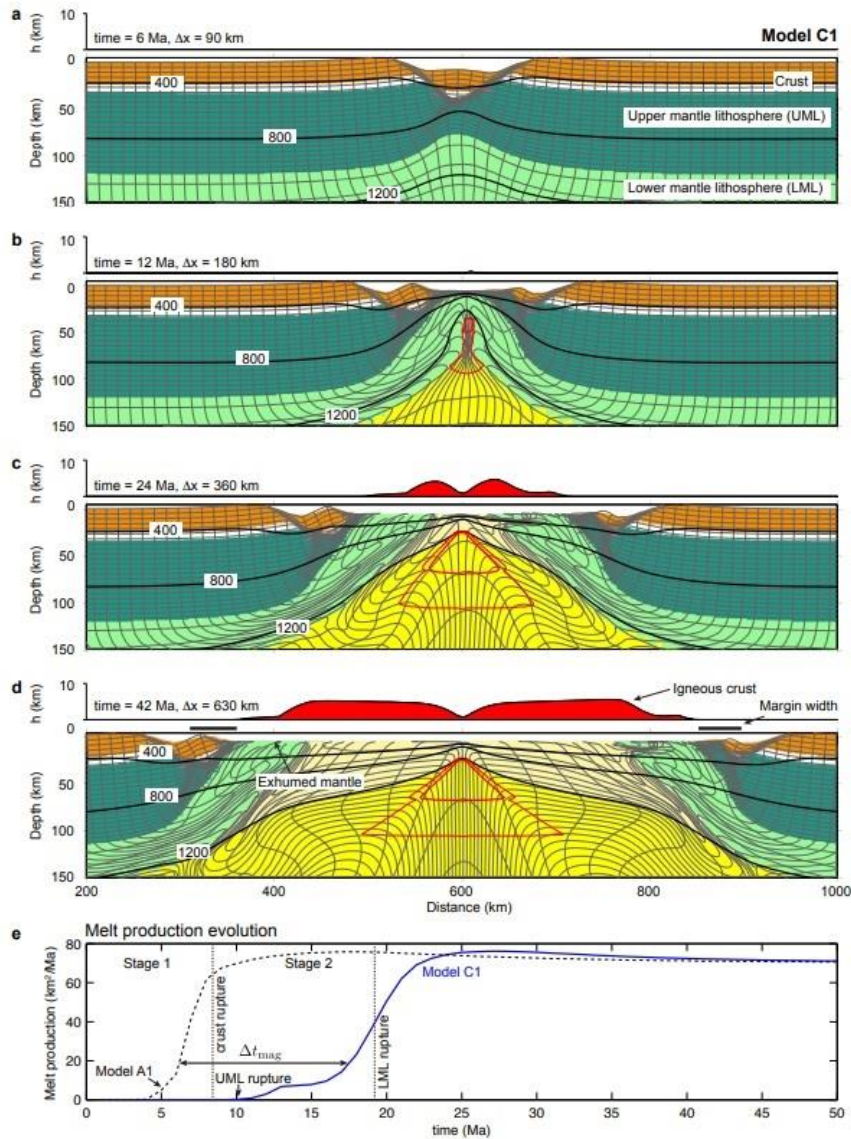 a
h (km)
10
0
time = 6 Ma, Δx = 90 km
Model C1
Depth (km)
0
50
100
150
400
800
1200
Crust
Upper mantle lithosphere (UML)
Lower mantle lithosphere (LML)
b
h (km)
10
0
time = 12 Ma, Δx = 180 km
Depth (km)
0
50
100
150
400
800
1200
c
h (km)
10
0
time = 24 Ma, Δx = 360 km
Depth (km)
0
50
100
150
400
800
1200
d
h (km)
10
0
time = 42 Ma, Δx = 630 km
Igneous crust
Margin width
Depth (km)
0
50
100
150
400
800
1200
Exhumed mantle
200 400 600 800 1000
Distance (km)
e
Melt production evolution
Melt production (km²/Ma)
80
60
40
20
0
Stage 1
Stage 2
Model C1
crust rupture
Δtmag
LML rupture
Model A1
UML rupture
0 5 10 15 20 25 30 35 40 45 50
time (Ma)